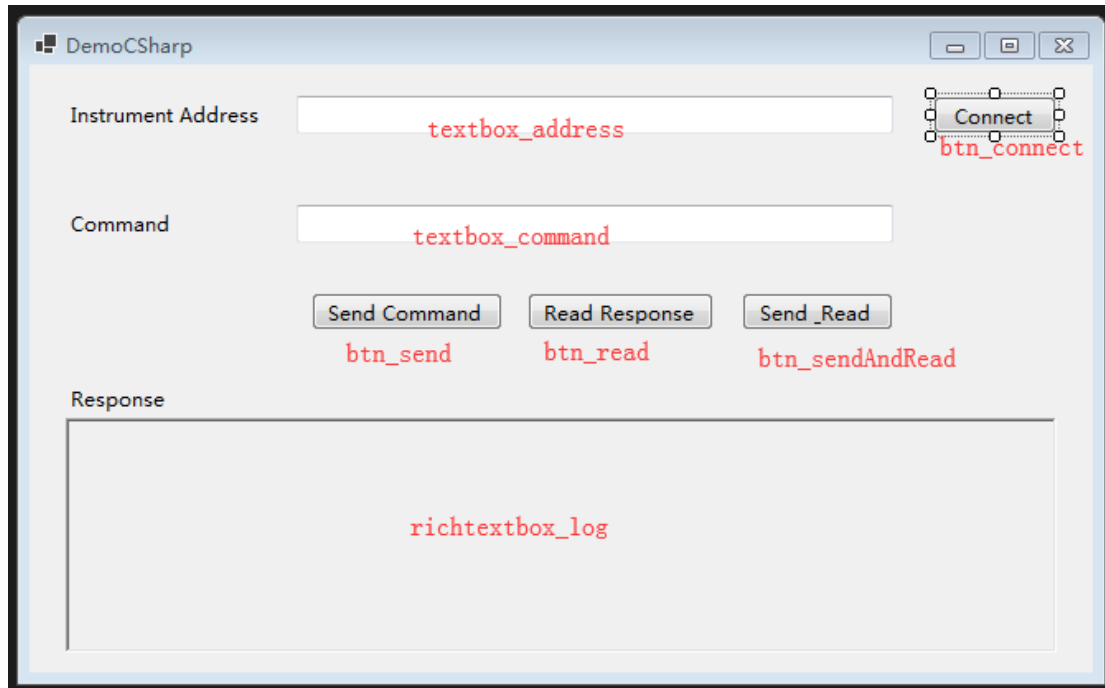 DemoCSharp
Instrument Address
textbox_address
Connect
btn_connect
Command
textbox_command
Send Command
Read Response
Send _Read
btn_send
btn_read
btn_sendAndRead
Response
richtextbox_log